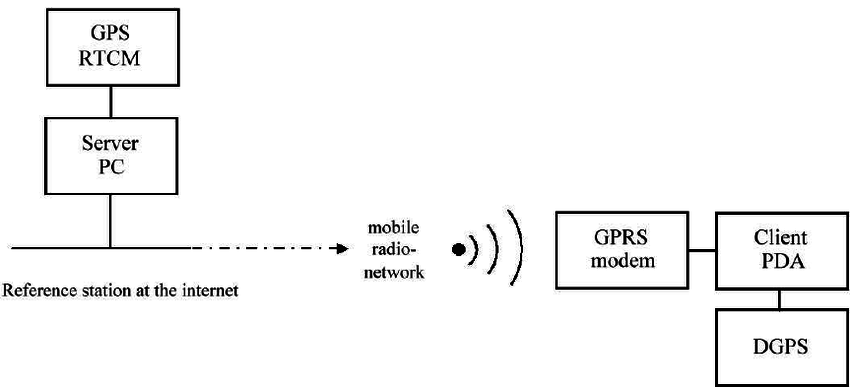 GPS
RTCM
Server
PC
mobile
radio-
network
GPRS
modem
Client
PDA
Reference station at the internet
DGPS